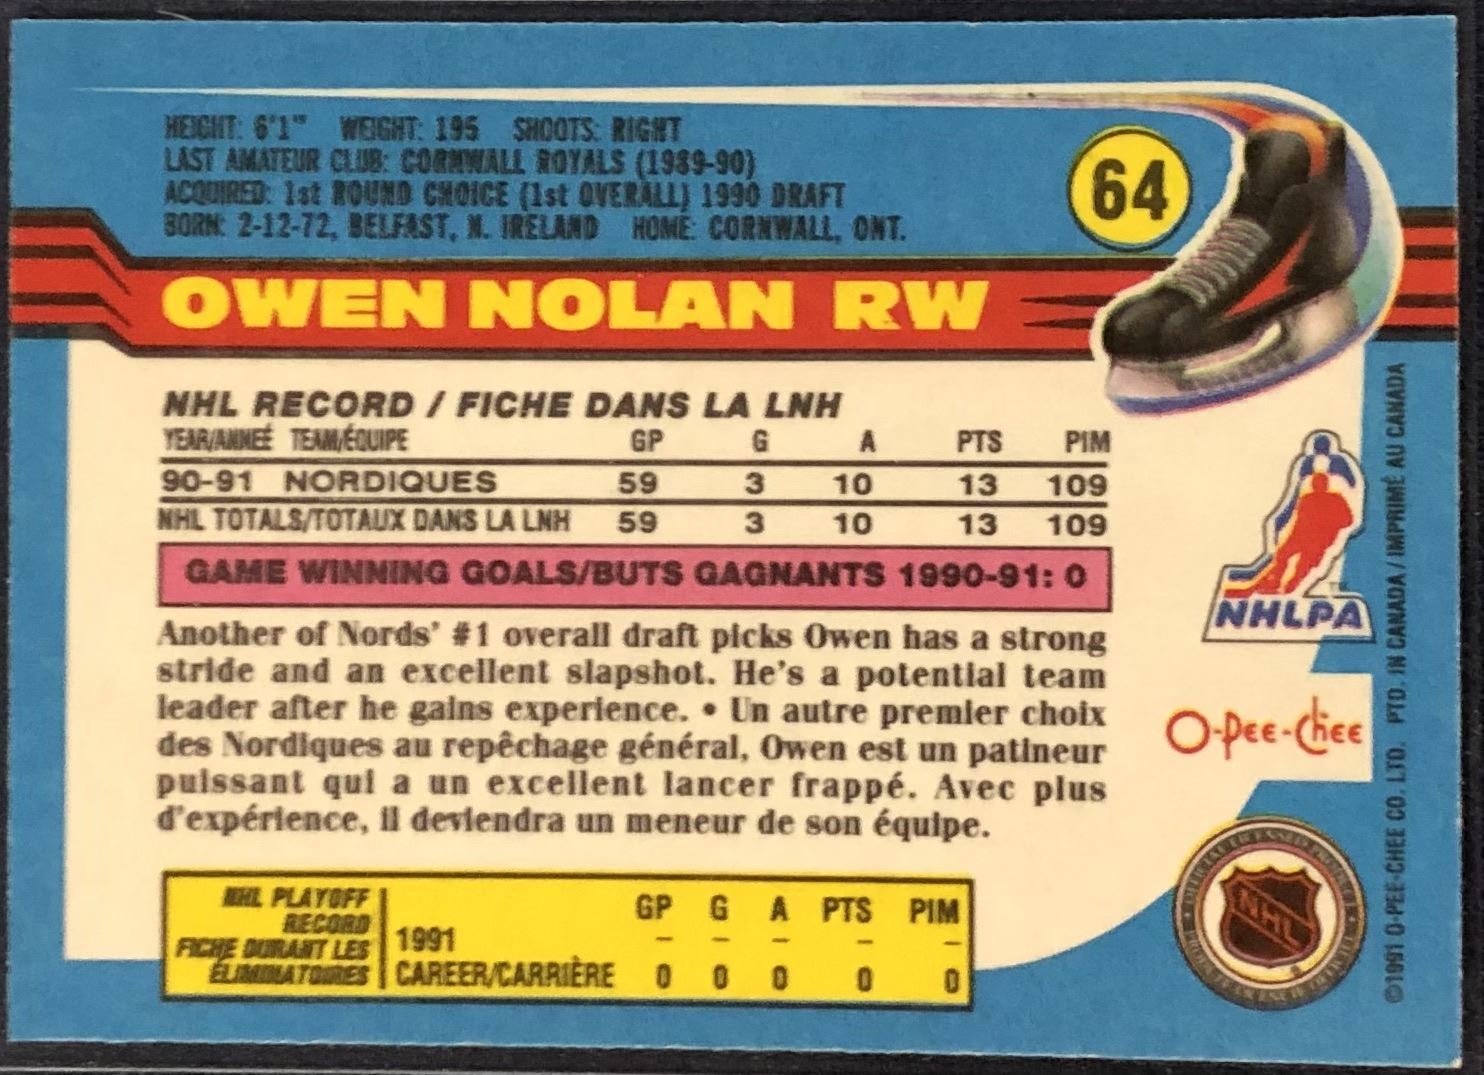 HEIGHT: 6'1" WEIGHT: 195 SHOOTS: RIGHT
LAST AMATEUR CLUB: CORNWALL ROYALS (1989-90)
ACQUIRED: 1st ROUND CHOICE (1st OVERALL) 1990 DRAFT
BORN: 2-12-72, BELFAST, N. IRELAND HOME: CORNWALL, ONT.
64
OWEN NOLAN RW
NHL RECORD / FICHE DANS LA LNH
YEAR/ANNEÉ TEAM/ÉQUIPE GP G A PTS PIM
90-91 NORDIQUES 59 3 10 13 109
NHL TOTALS/TOTAUX DANS LA LNH 59 3 10 13 109
GAME WINNING GOALS/BUTS GAGNANTS 1990-91: 0
Another of Nords' #1 overall draft picks Owen has a strong
stride and an excellent slapshot. He's a potential team
leader after he gains experience. • Un autre premier choix
des Nordiques au repêchage général, Owen est un patineur
puissant qui a un excellent lancer frappé. Avec plus
d'expérience, il deviendra un meneur de son équipe.
NHL PLAYOFF
RECORD
FICHE DURANT LES
ÉLIMINATOIRES
GP G A PTS PIM
1991 – – – – –
CAREER/CARRIÈRE 0 0 0 0 0
NHLPA
TM
O-Pee-Chee
NHL
©1991 O-PEE-CHEE CO. LTD. PTD. IN CANADA / IMPRIMÉ AU CANADA